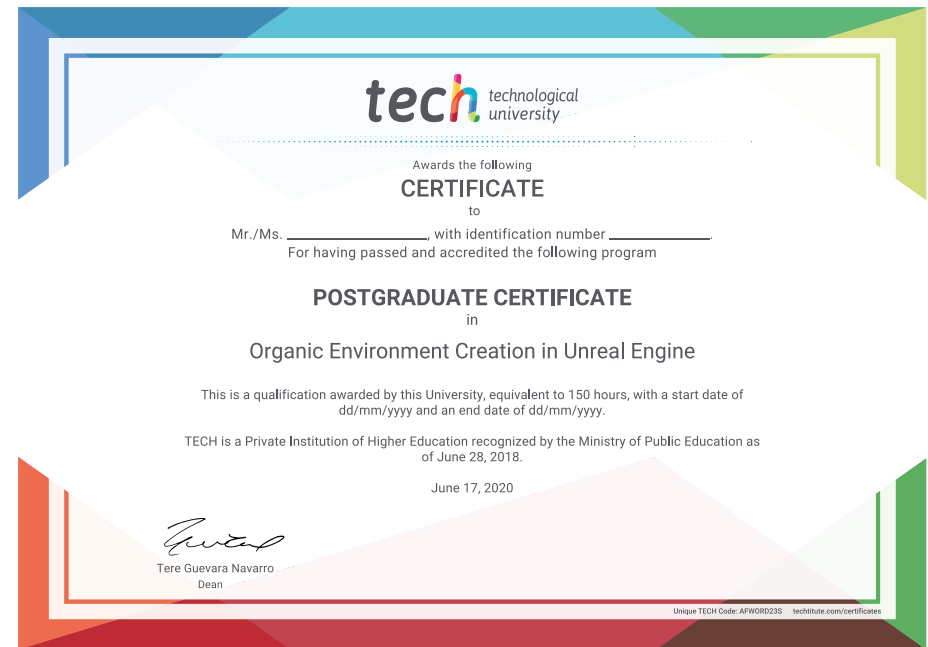 tech technological
university
Awards the following
CERTIFICATE
to
Mr./Ms. ____________________, with identification number ______________.
For having passed and accredited the following program
POSTGRADUATE CERTIFICATE
in
Organic Environment Creation in Unreal Engine
This is a qualification awarded by this University, equivalent to 150 hours, with a start date of
dd/mm/yyyy and an end date of dd/mm/yyyy.
TECH is a Private Institution of Higher Education recognized by the Ministry of Public Education as
of June 28, 2018.
June 17, 2020
Tere Guevara Navarro
Dean
Unique TECH Code: AFWORD23S techtitute.com/certificates